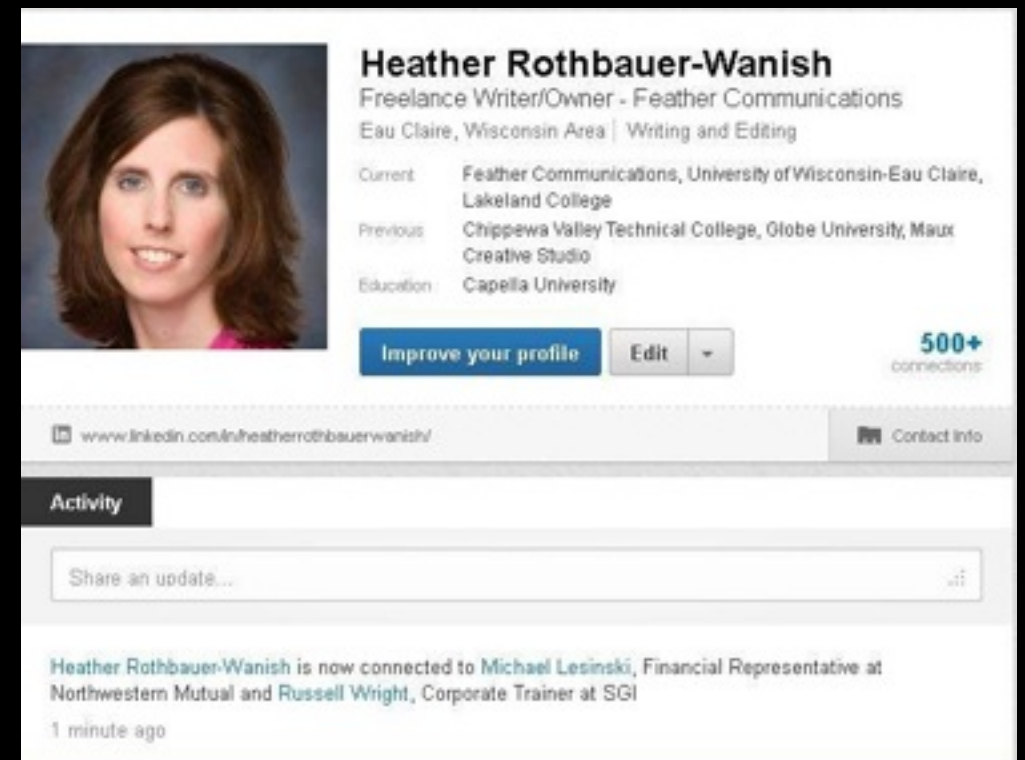 Heather Rothbauer-Wanish
Freelance Writer/Owner - Feather Communications
Eau Claire, Wisconsin Area | Writing and Editing
Current Feather Communications, University of Wisconsin-Eau Claire,
Lakeland College
Previous Chippewa Valley Technical College, Globe University, Maux
Creative Studio
Education Capella University
Improve your profile Edit
500+
connections
in www.linkedin.com/in/heatherrothbauerwanish/ Contact Info
Activity
Share an update...
Heather Rothbauer-Wanish is now connected to Michael Lesinski, Financial Representative at
Northwestern Mutual and Russell Wright, Corporate Trainer at SGI
1 minute ago